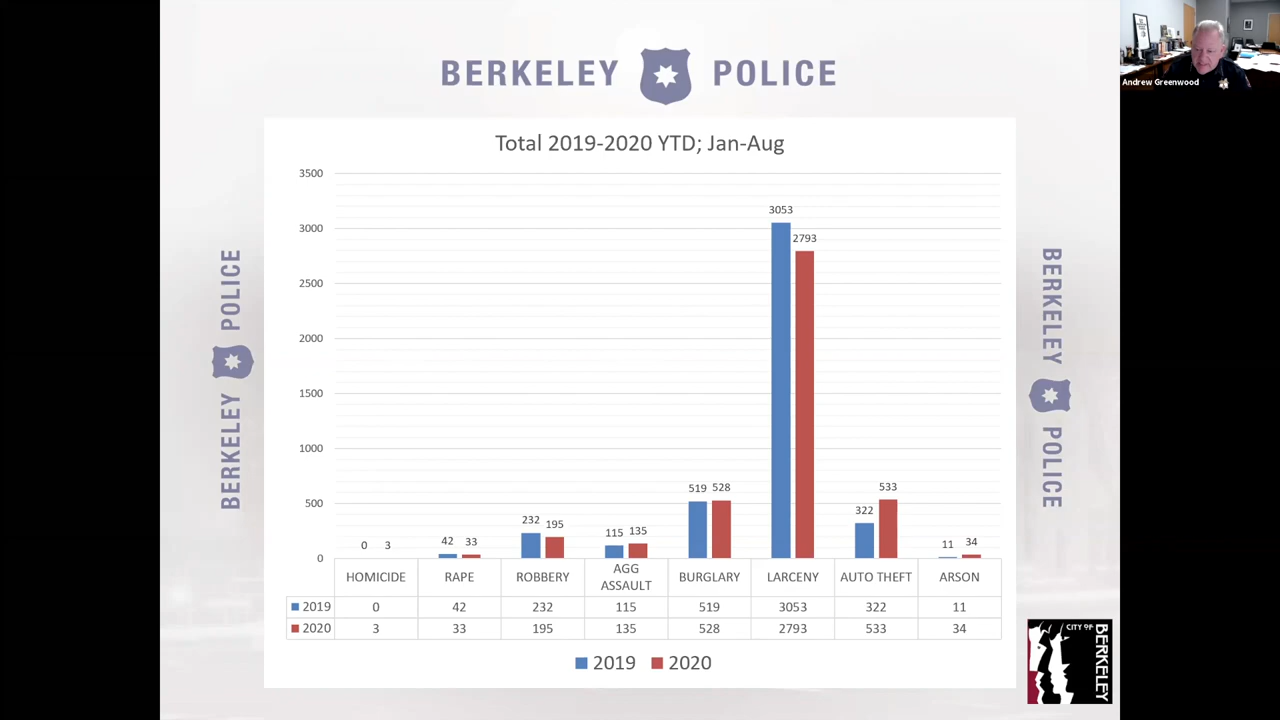 BERKELEY POLICE
Andrew Greenwood
Total 2019-2020 YTD; Jan-Aug
3500
3000
2500
2000
1500
1000
500
0
0 3
42 33
232 195
115 135
519 528
3053 2793
322 533
11 34
HOMICIDE RAPE ROBBERY AGG ASSAULT BURGLARY LARCENY AUTO THEFT ARSON
2019 0 42 232 115 519 3053 322 11
2020 3 33 195 135 528 2793 533 34
2019 2020
BERKELEY POLICE
BERKELEY POLICE
CITY OF BERKELEY